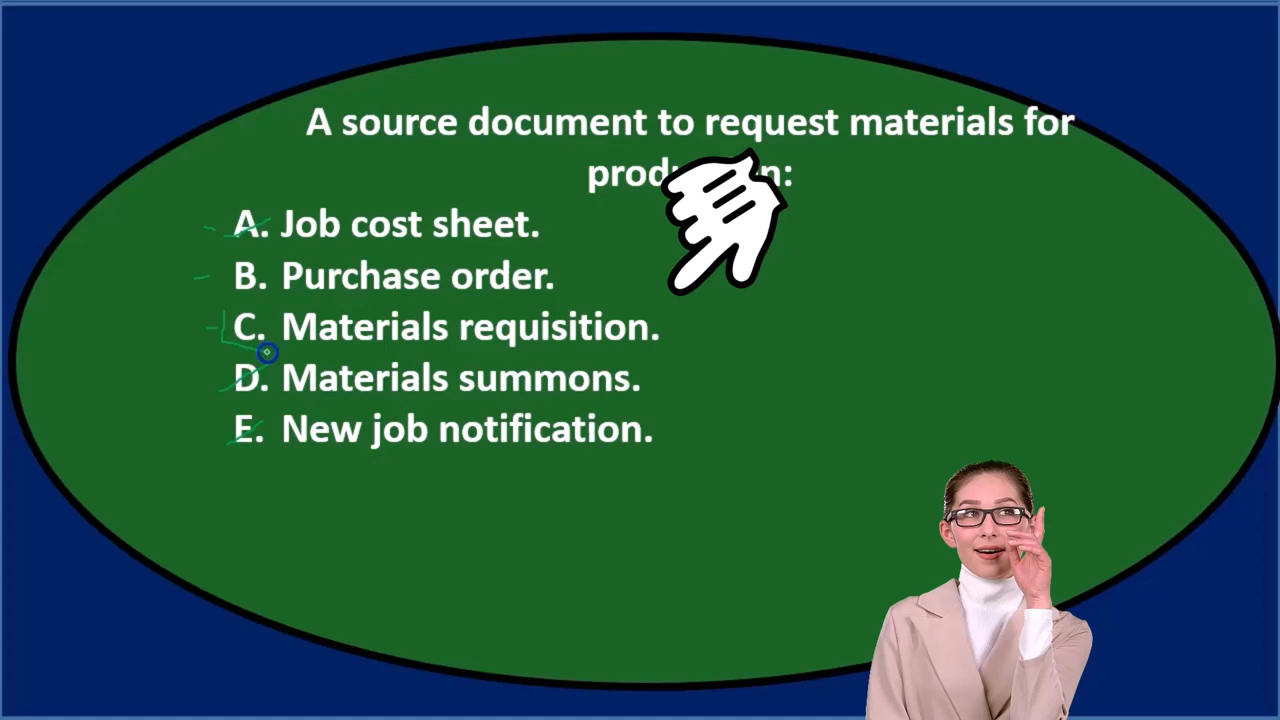 A source document to request materials for
A. Job cost sheet.
B. Purchase order.
C. Materials requisition.
D. Materials summons.
E. New job notification.